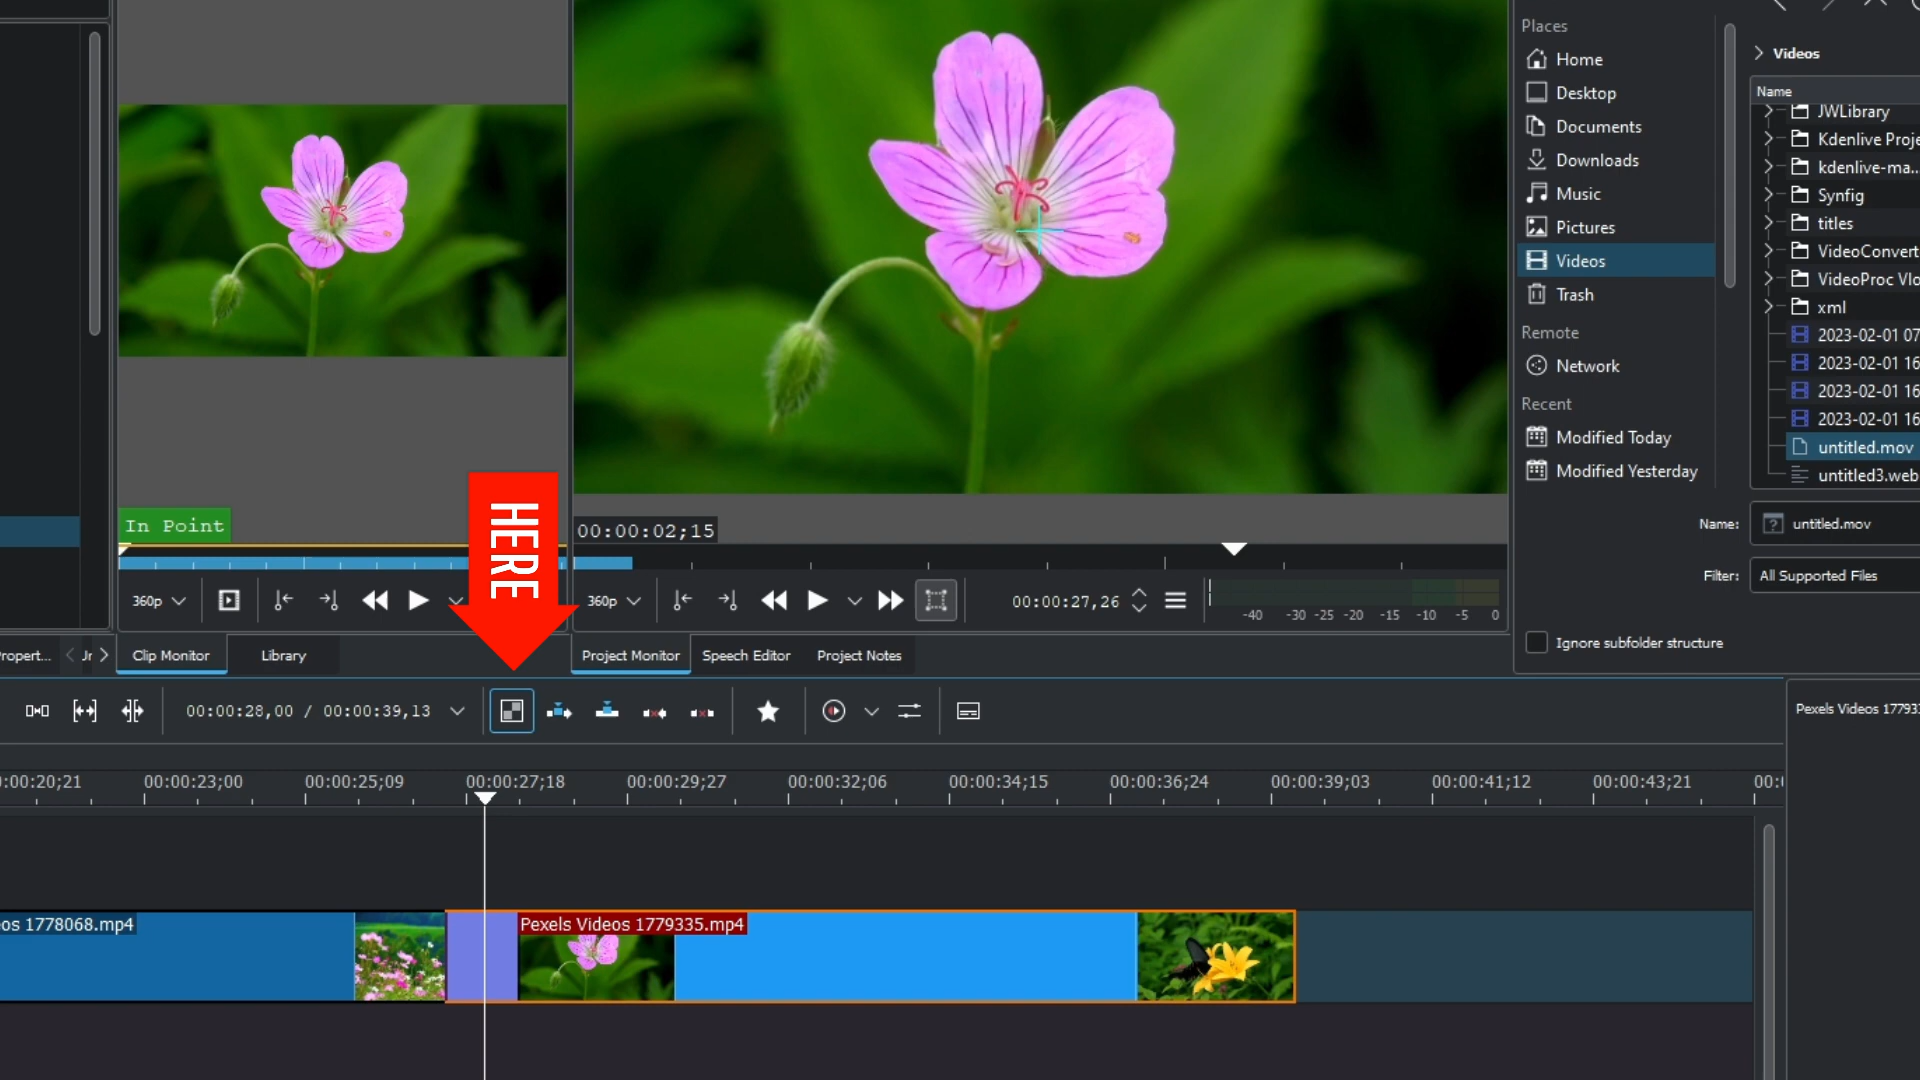 Places
Home
Desktop
Documents
Downloads
Music
Pictures
Videos
Trash
Remote
Network
Recent
Modified Today
Modified Yesterday
Videos
Name
JWLibrary
Kdenlive Proje
kdenlive-ma...
Synfig
titles
VideoConvert
VideoProc Vlo
xml
2023-02-01 07
2023-02-01 16
2023-02-01 16
2023-02-01 16
untitled.mov
untitled3.web
Name: untitled.mov
Filter: All Supported Files
Ignore subfolder structure
In Point
HERE
00:00:02;15
360p
360p
00:00:27,26
-40 -30 -25 -20 -15 -10 -5 0
ropert...
Jr
Clip Monitor
Library
Project Monitor
Speech Editor
Project Notes
00:00:28,00 / 00:00:39,13
Pexels Videos 17793
:00:20;21 00:00:23;00 00:00:25;09 00:00:27;18 00:00:29;27 00:00:32;06 00:00:34;15 00:00:36;24 00:00:39;03 00:00:41;12 00:00:43;21 00:
os 1778068.mp4
Pexels Videos 1779335.mp4